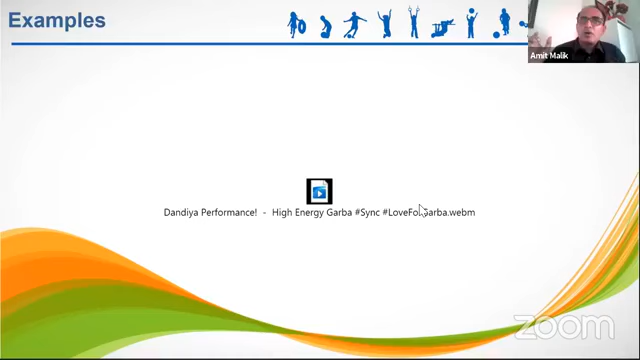 Examples
Amit Malik
Dandiya Performance! - High Energy Garba #Sync #LoveForGarba.webm
zoom